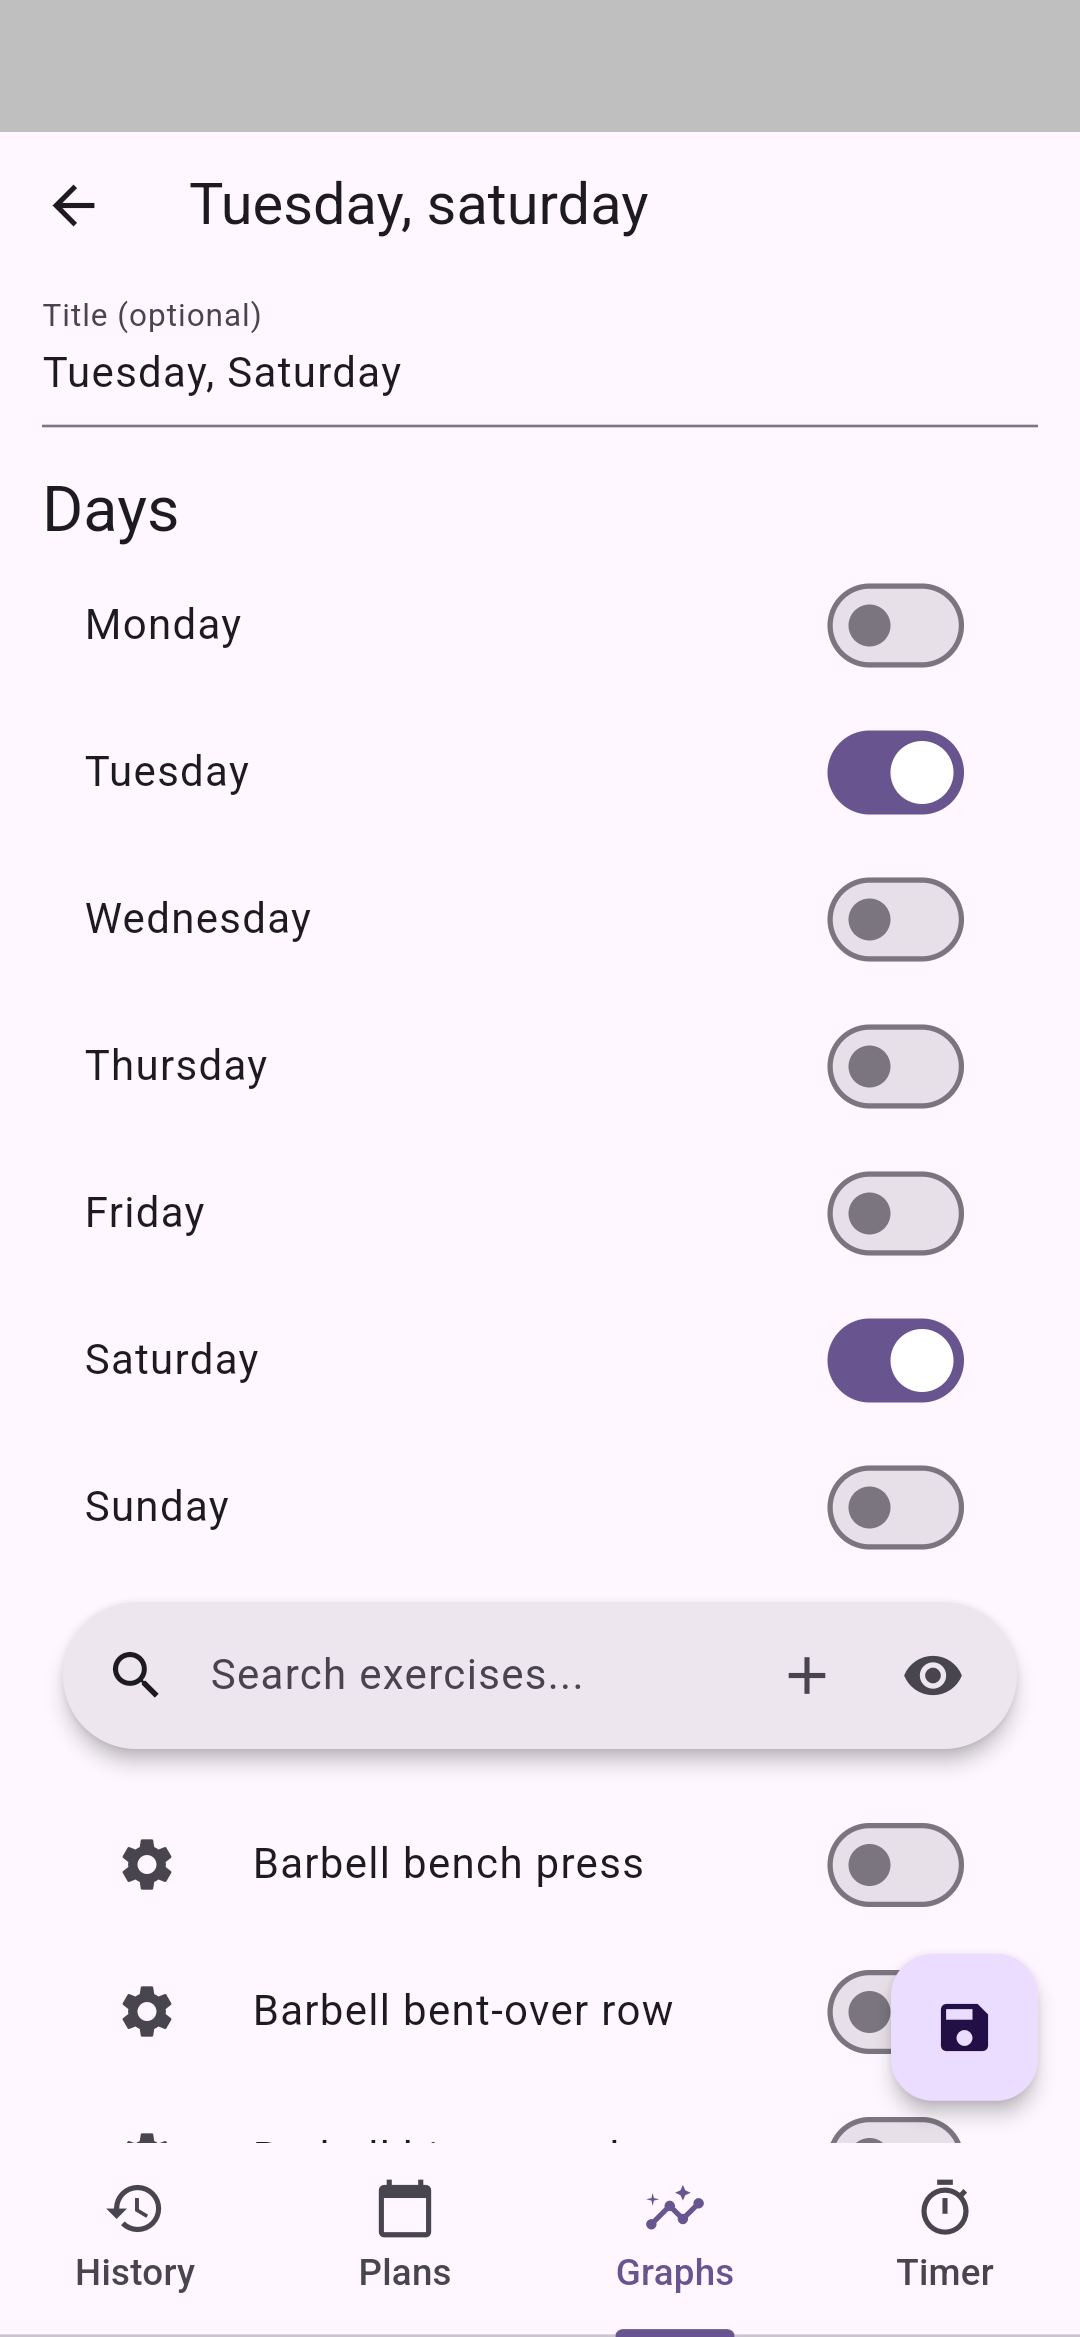 Tuesday, saturday
Title (optional)
Tuesday, Saturday
Days
Monday
Tuesday
Wednesday
Thursday
Friday
Saturday
Sunday
Search exercises...
Barbell bench press
Barbell bent-over row
History
Plans
Graphs
Timer